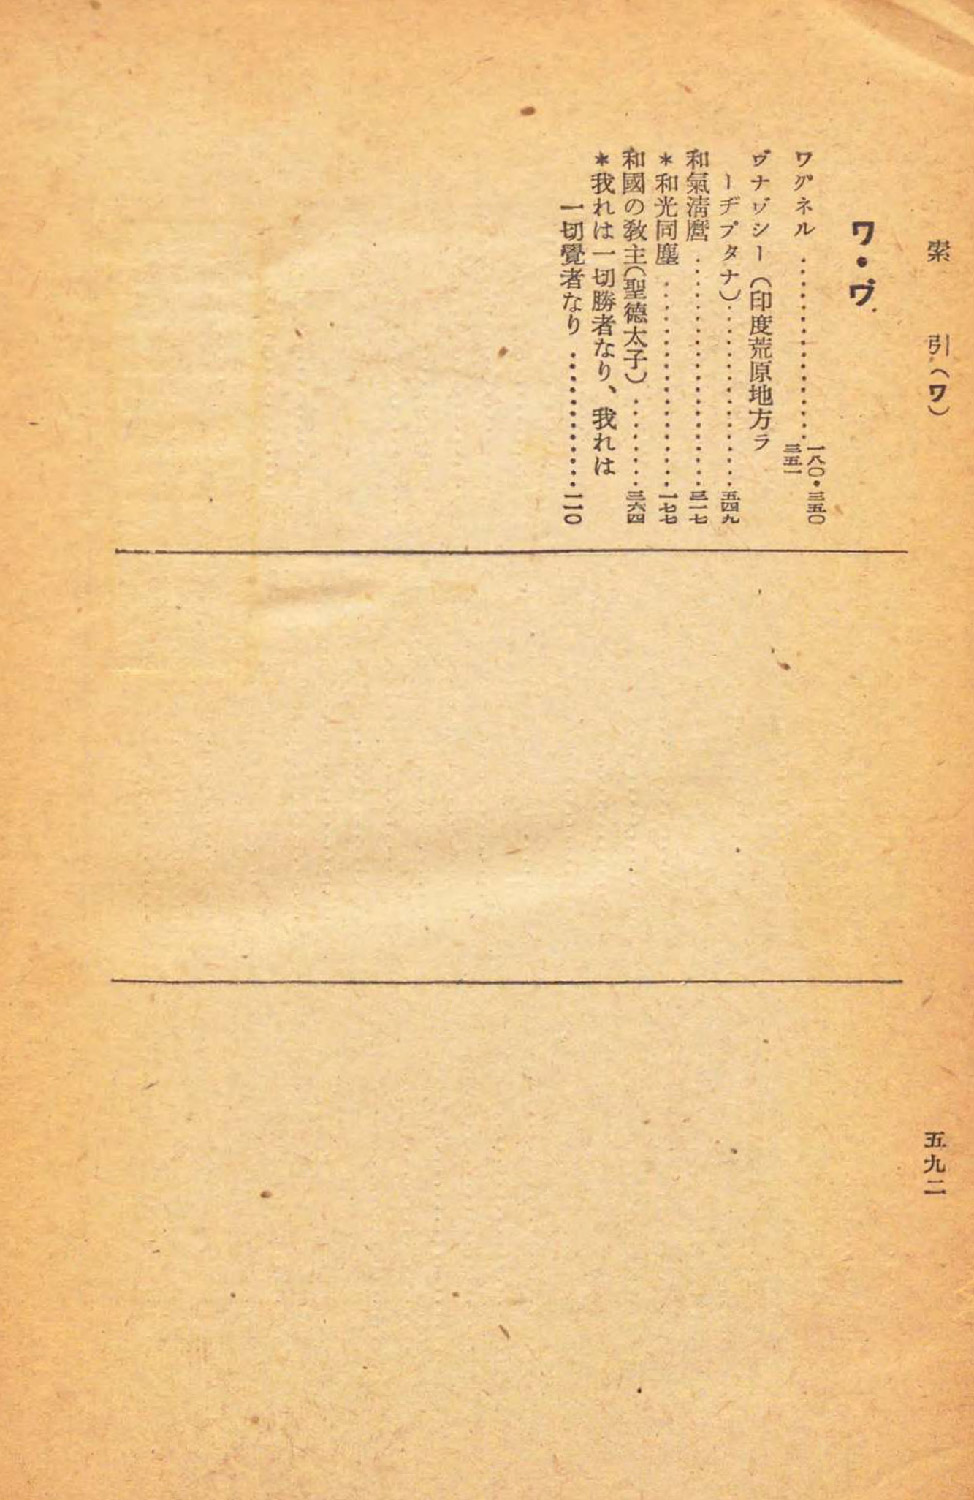 索引(ワ)
五九二
ワ・ヴ
ワグネル……………一八〇・三五〇
三五一
ヴナヴシー(印度荒原地方ラ
ーヂプタナ)……………五四九
和氣淸麿……………三一七
*和光同塵……………一七七
和國の敎主(聖德太子)………三六四
*我れは一切勝者なり、我れは
一切覺者なり……………二一〇